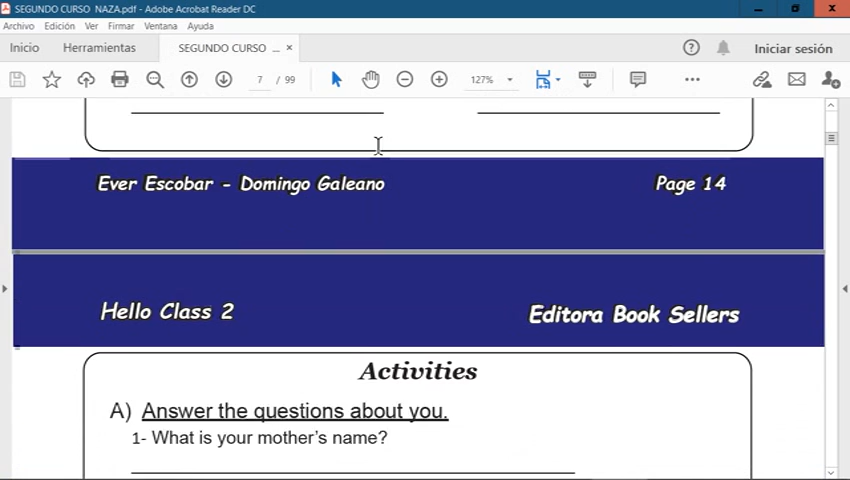 SEGUNDO CURSO NAZA.pdf - Adobe Acrobat Reader DC
Archivo Edición Ver Firmar Ventana Ayuda
Inicio Herramientas SEGUNDO CURSO ... × Iniciar sesión
7 / 99 127%
Ever Escobar - Domingo Galeano Page 14
Hello Class 2 Editora Book Sellers
Activities
A) Answer the questions about you.
1- What is your mother's name?